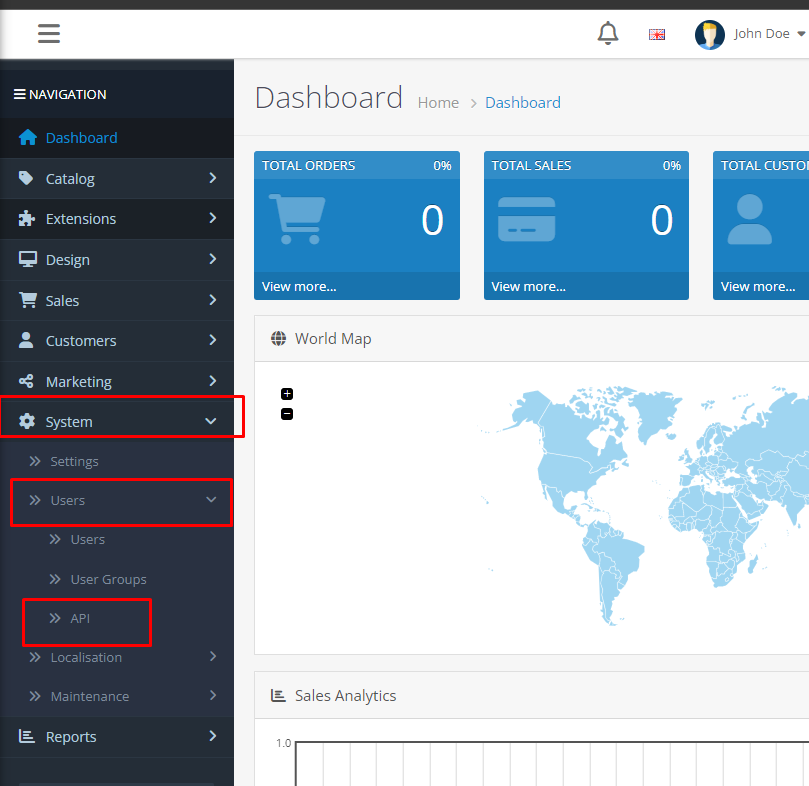 John Doe
NAVIGATION
Dashboard
Catalog
Extensions
Design
Sales
Customers
Marketing
System
Settings
Users
Users
User Groups
API
Localisation
Maintenance
Reports
Dashboard Home > Dashboard
TOTAL ORDERS 0%
0
View more...
TOTAL SALES 0%
0
View more...
TOTAL CUSTO
View more...
World Map
+
−
Sales Analytics
1.0